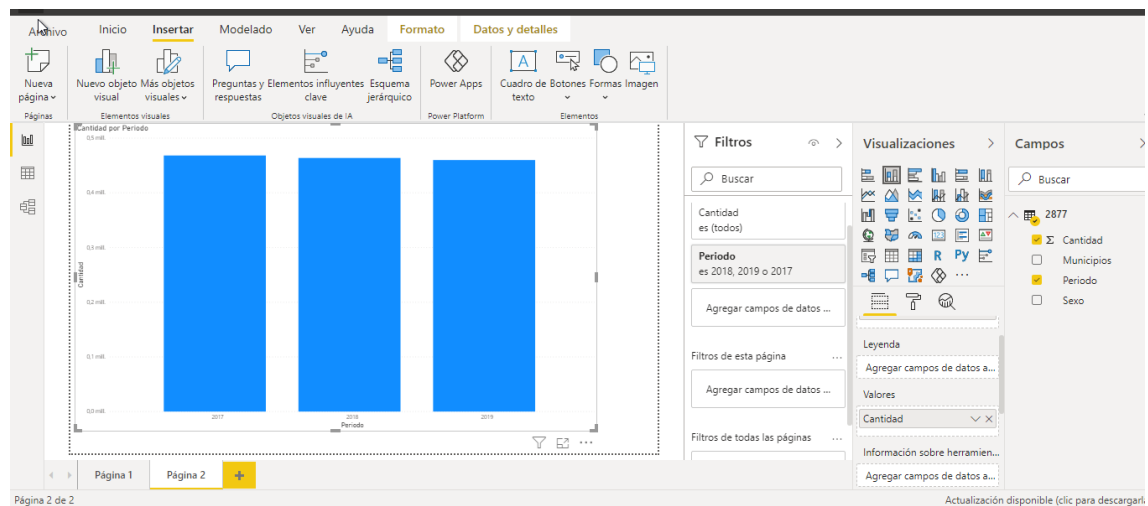 Archivo Inicio Insertar Modelado Ver Ayuda Formato Datos y detalles
Nueva página
Nuevo objeto visual
Más objetos visuales
Preguntas y respuestas
Elementos influyentes clave
Esquema jerárquico
Power Apps
Cuadro de texto
Botones
Formas
Imagen
Páginas
Elementos visuales
Objetos visuales de IA
Power Platform
Elementos
Cantidad por Periodo
0,5 mill.
0,4 mill.
0,3 mill.
0,2 mill.
0,1 mill.
0,0 mill.
Cantidad
2017 2018 2019
Periodo
Filtros
Buscar
Cantidad
es (todos)
Periodo
es 2018, 2019 o 2017
Agregar campos de datos ...
Filtros de esta página
Agregar campos de datos ...
Filtros de todas las páginas
Visualizaciones
123
R Py
Leyenda
Agregar campos de datos a...
Valores
Cantidad
Información sobre herramien...
Agregar campos de datos a...
Campos
Buscar
2877
Σ Cantidad
Municipios
Periodo
Sexo
Página 1 Página 2 +
Página 2 de 2
Actualización disponible (clic para descargarla